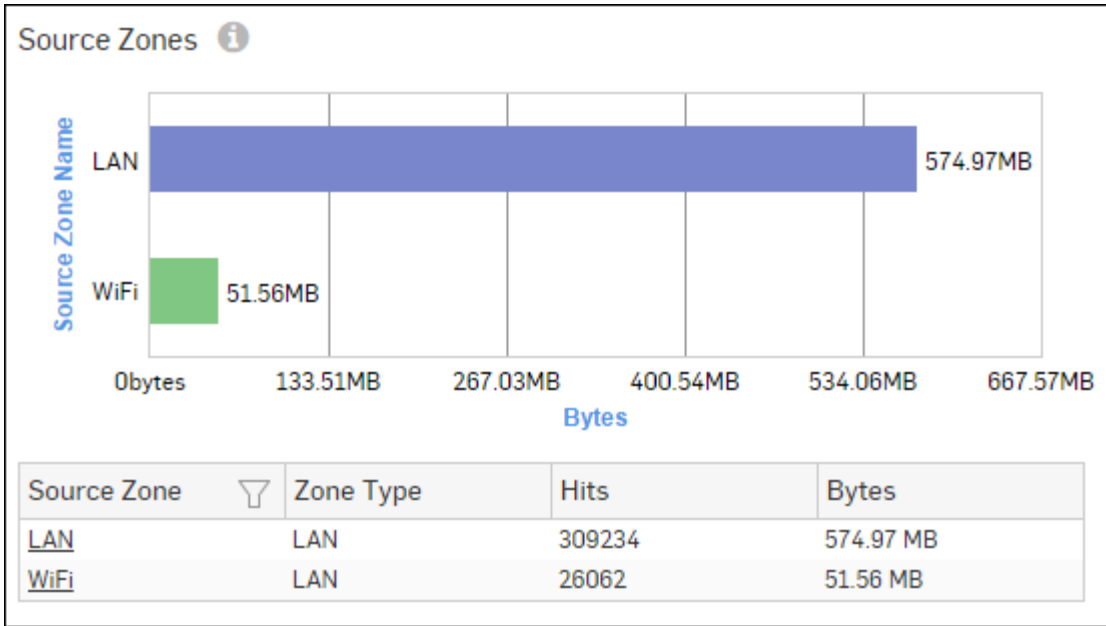 Source Zones
Source Zone Name
LAN
574.97MB
WiFi
51.56MB
0bytes 133.51MB 267.03MB 400.54MB 534.06MB 667.57MB
Bytes
Source Zone Zone Type Hits Bytes
LAN LAN 309234 574.97 MB
WiFi LAN 26062 51.56 MB